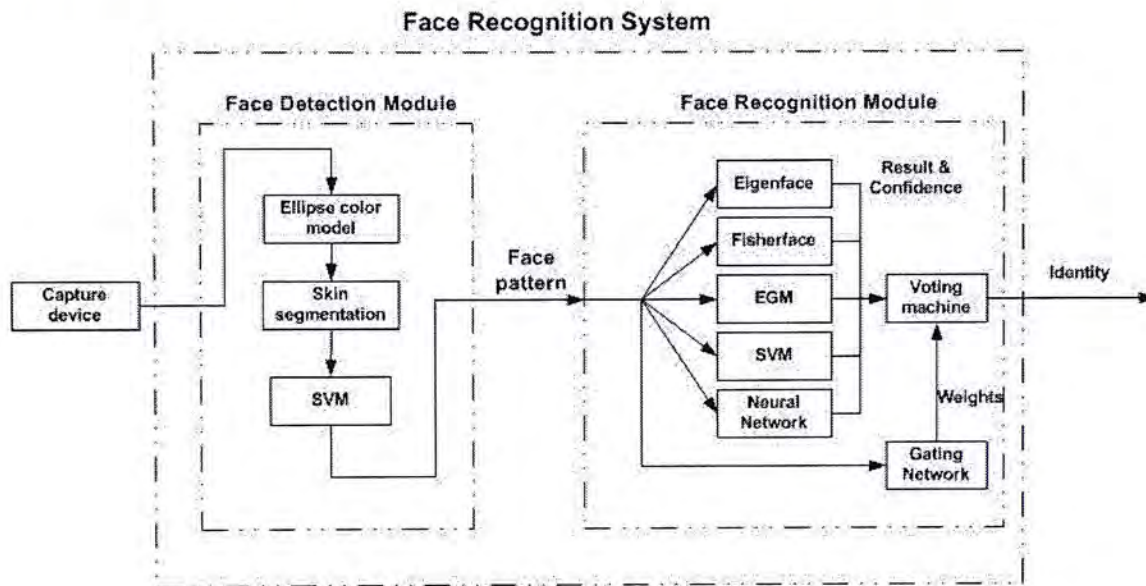 Face Recognition System
Face Detection Module
Face Recognition Module
Capture
device
Ellipse color
model
Skin
segmentation
SVM
Face
pattern
Eigenface
Fisherface
EGM
SVM
Neural
Network
Result &
Confidence
Voting
machine
Weights
Gating
Network
Identity